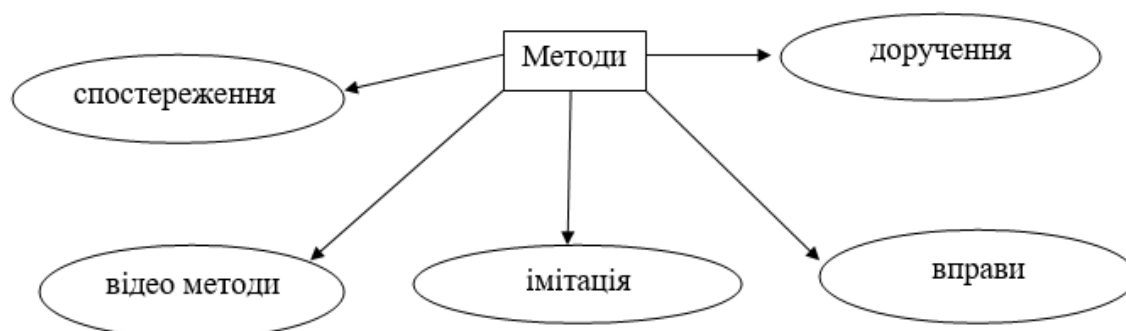 Методи
доручення
спостереження
відео методи
імітація
вправи